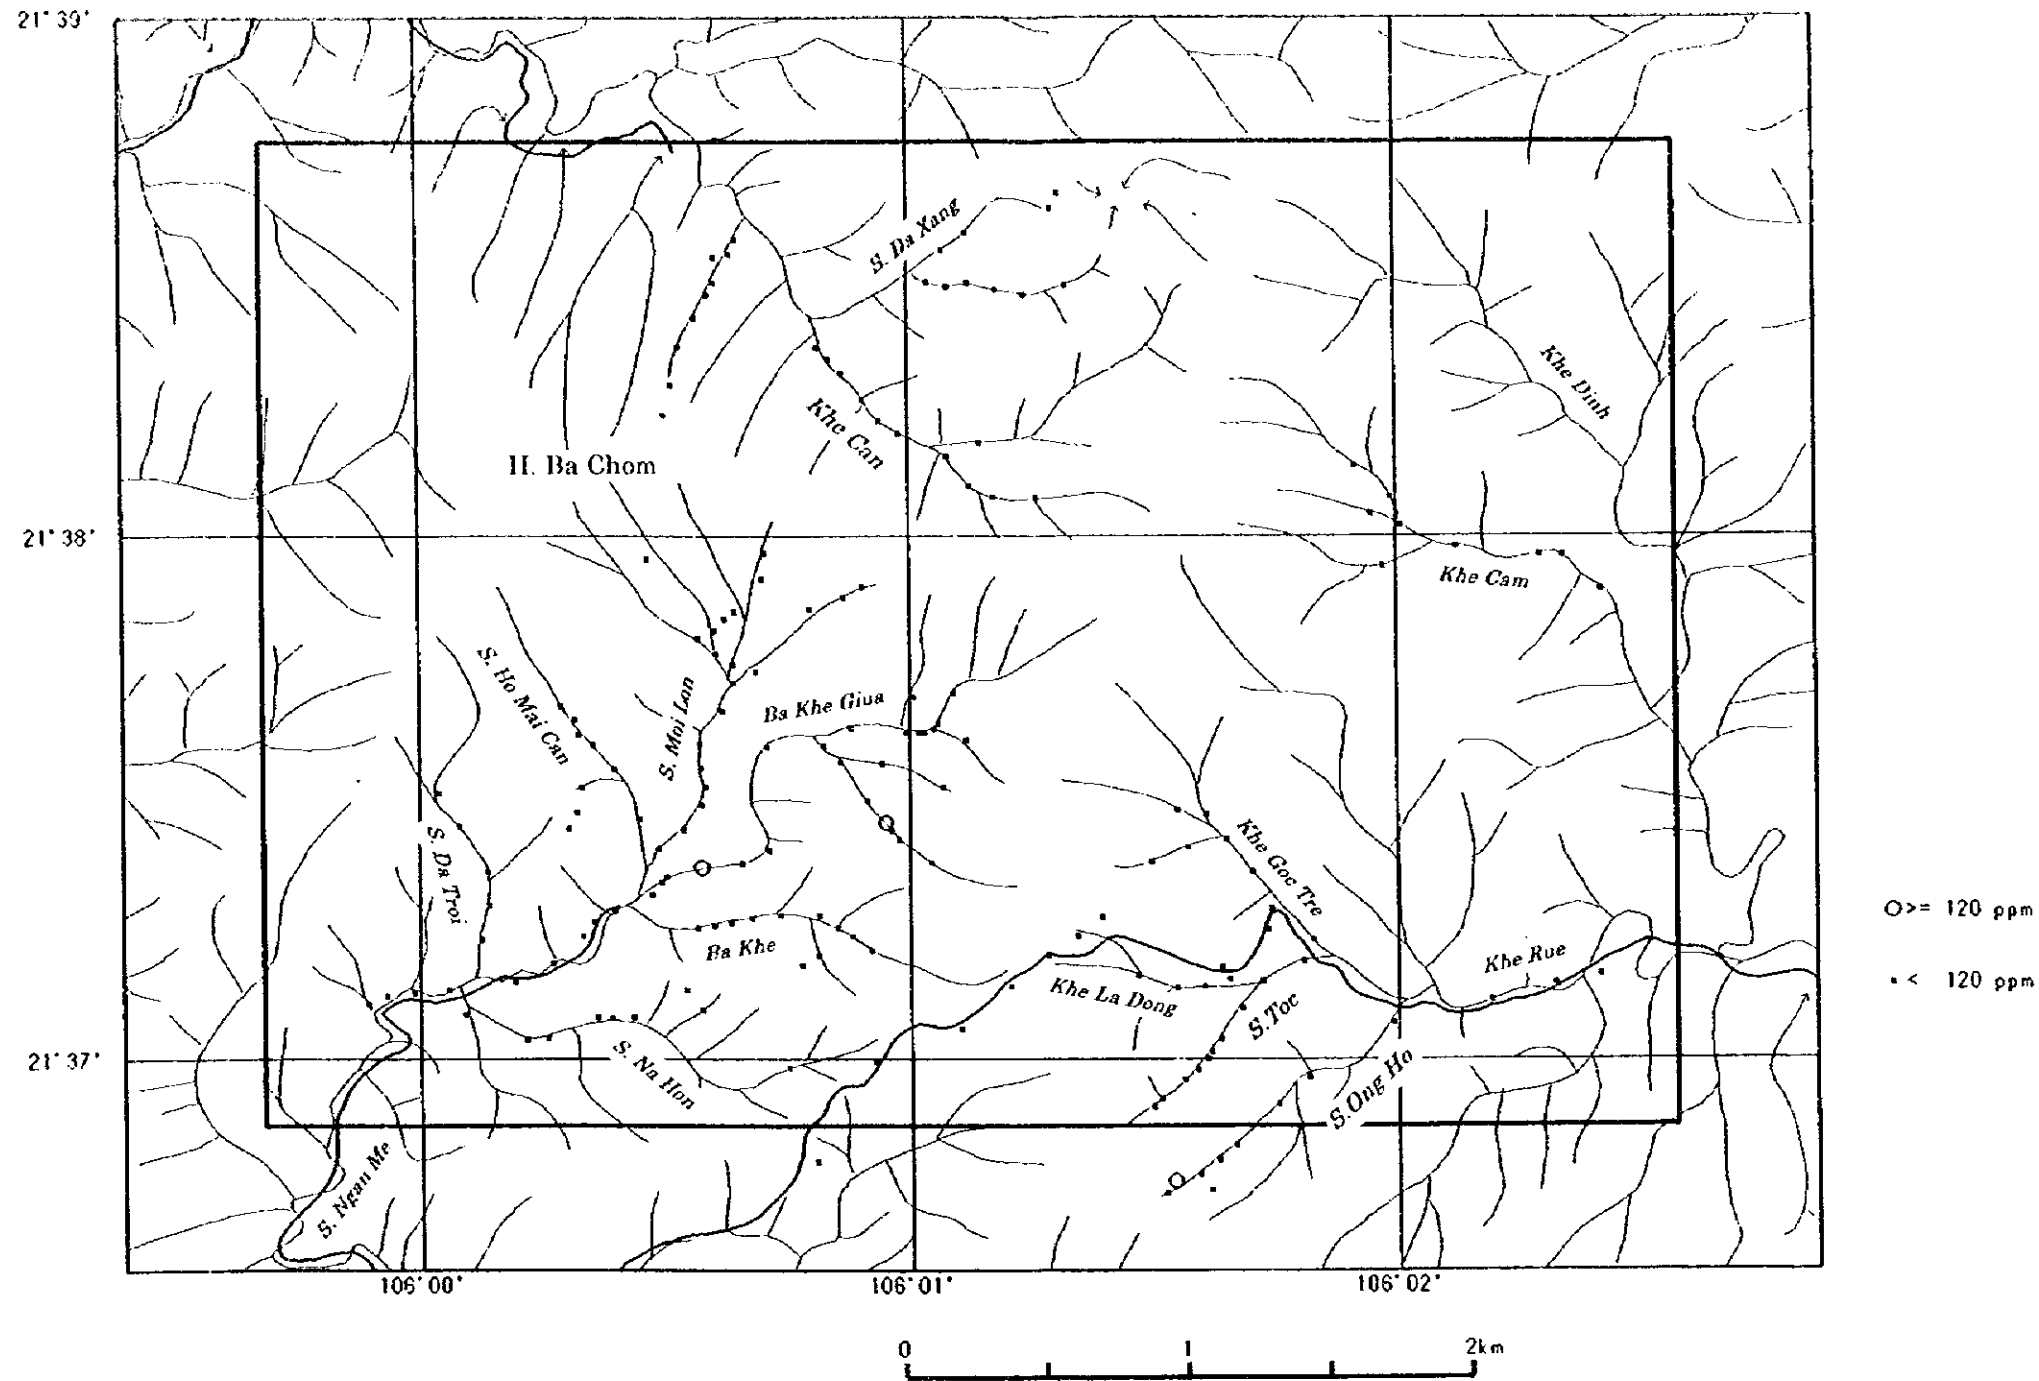 21°39'
S. Da Xang
Khe Dinh
Khe Can
H. Ba Chom
21°38'
Khe Cam
S. Ho Mai Can
S. Moi Lon
Ba Khe Giua
S. Da Troi
Khe Goc Tre
O>= 120 ppm
Ba Khe
Khe Rue
▪< 120 ppm
Khe La Dong
S. Toc
21°37'
S. Na Hon
S. Ong Ho
S. Ngan Me
106°00'
106°01'
106°02'
0 1 2km